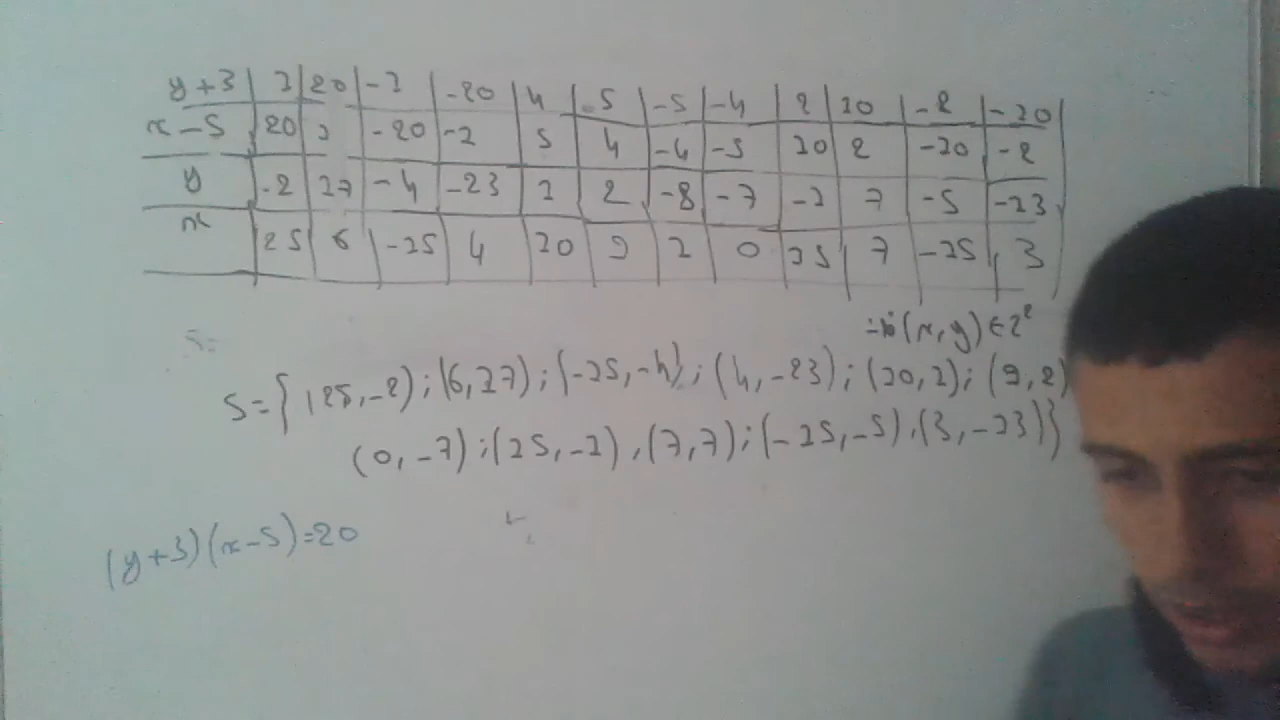 y+3 | 1 | 20 | -1 | -20 | 4 | 5 | -5 | -4 | 2 | 10 | -2 | -10
x-5 | 20 | 1 | -20 | -1 | 5 | 4 | -4 | -5 | 10 | 2 | -10 | -2
y | -2 | 17 | -4 | -23 | 1 | 2 | -8 | -7 | -1 | 7 | -5 | -13
x | 25 | 6 | -15 | 4 | 10 | 9 | 1 | 0 | 15 | 7 | -15 | 3
(x,y)∈Z²
S={(25,-2);(6,17);(-15,-4);(4,-23);(10,1);(9,2)
(0,-7);(15,-1),(7,7);(-15,-5),(3,-13)}
(y+3)(x-5)=20